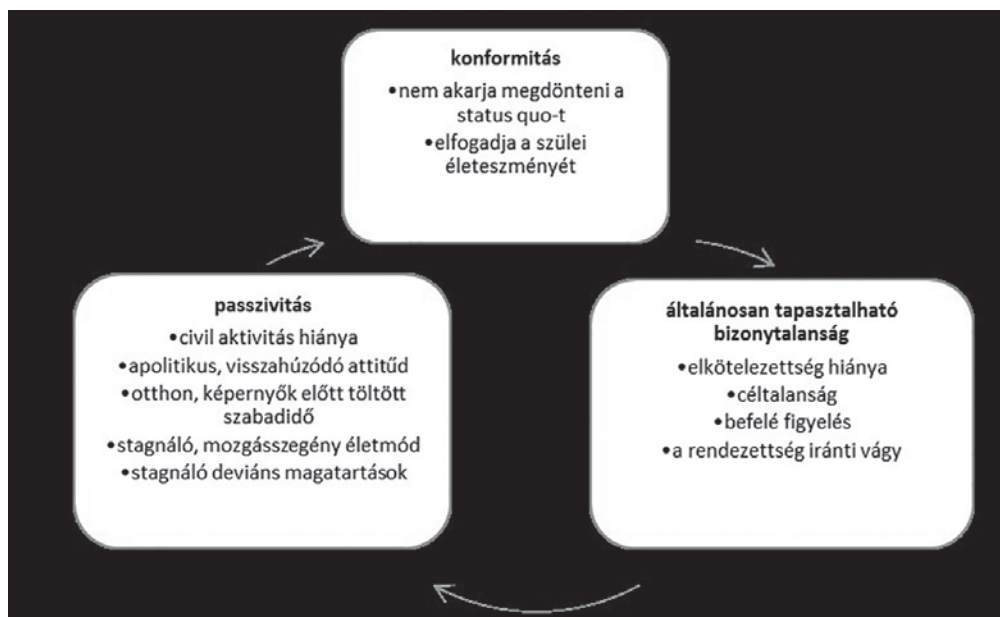 konformitás
•nem akarja megdönteni a
status quo-t
•elfogadja a szülei
életeszményét
passzivitás
•civil aktivitás hiánya
•apolitikus, visszahúzódó attitűd
•otthon, képernyők előtt töltött
szabadidő
•stagnáló, mozgásszegény életmód
•stagnáló deviáns magatartások
általánosan tapasztalható
bizonytalanság
•elkötelezettség hiánya
•céltalanság
•befelé figyelés
•a rendezettség iránti vágy